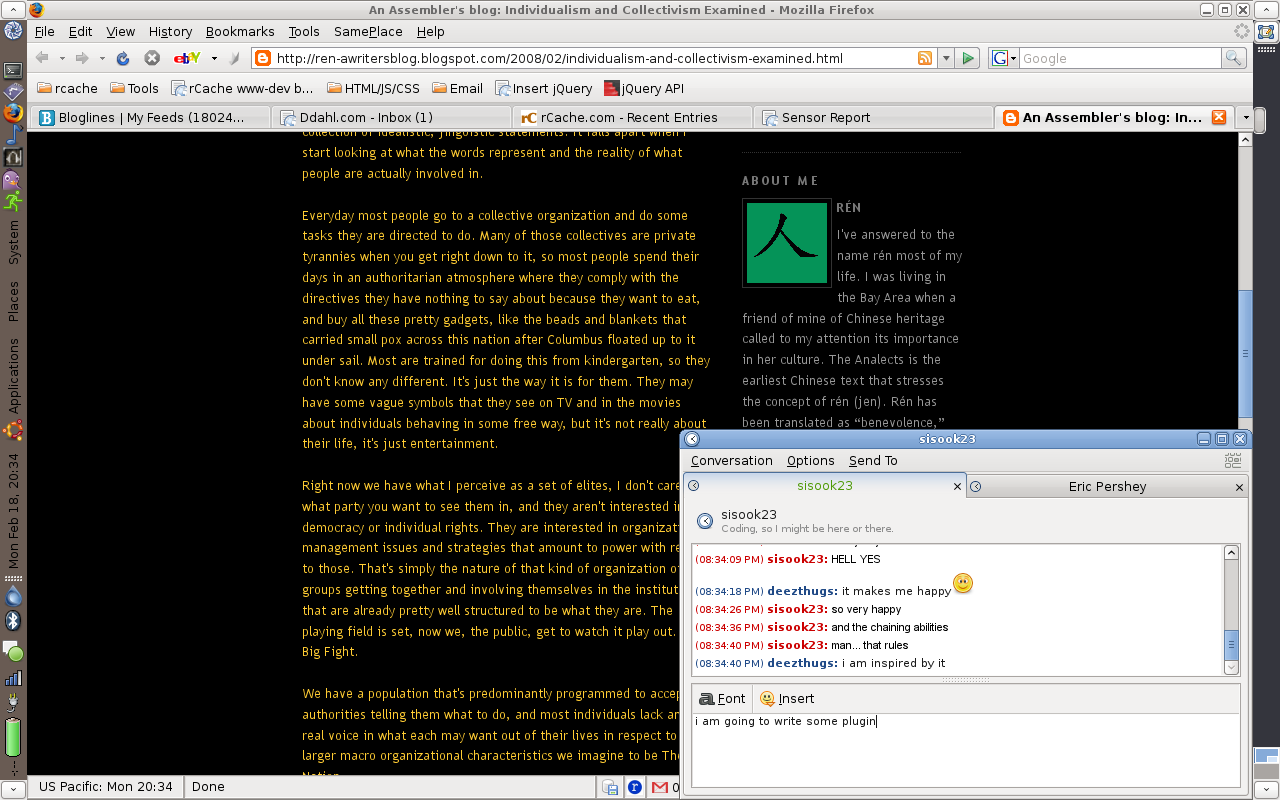 An Assembler's blog: Individualism and Collectivism Examined - Mozilla Firefox
File Edit View History Bookmarks Tools SamePlace Help
http://ren-awritersblog.blogspot.com/2008/02/individualism-and-collectivism-examined.html
Google
rcache Tools rCache www-dev b... HTML/JS/CSS Email Insert jQuery jQuery API
Bloglines | My Feeds (18024... Ddahl.com - Inbox (1) rCache.com - Recent Entries Sensor Report An Assembler's blog: In...
collection of idealistic, jingoistic statements. It falls apart when I
start looking at what the words represent and the reality of what
people are actually involved in.
Everyday most people go to a collective organization and do some
tasks they are directed to do. Many of those collectives are private
tyrannies when you get right down to it, so most people spend their
days in an authoritarian atmosphere where they comply with the
directives they have nothing to say about because they want to eat,
and buy all these pretty gadgets, like the beads and blankets that
carried small pox across this nation after Columbus floated up to it
under sail. Most are trained for doing this from kindergarten, so they
don't know any different. It's just the way it is for them. They may
have some vague symbols that they see on TV and in the movies
about individuals behaving in some free way, but it's not really about
their life, it's just entertainment.
Right now we have what I perceive as a set of elites, I don't care
what party you want to see them in, and they aren't interested in
democracy or individual rights. They are interested in organizat
management issues and strategies that amount to power with re
to those. That's simply the nature of that kind of organization of
groups getting together and involving themselves in the institut
that are already pretty well structured to be what they are. The
playing field is set, now we, the public, get to watch it play out.
Big Fight.
We have a population that's predominantly programmed to accep
authorities telling them what to do, and most individuals lack an
real voice in what each may want out of their lives in respect to
larger macro organizational characteristics we imagine to be The
Nation
ABOUT ME
人
RÉN
I've answered to the
name rén most of my
life. I was living in
the Bay Area when a
friend of mine of Chinese heritage
called to my attention its importance
in her culture. The Analects is the
earliest Chinese text that stresses
the concept of rén (jen). Rén has
been translated as “benevolence,”
sisook23
Conversation Options Send To
sisook23 Eric Pershey
sisook23
Coding, so I might be here or there.
(08:34:09 PM) sisook23: HELL YES
(08:34:18 PM) deezthugs: it makes me happy
(08:34:26 PM) sisook23: so very happy
(08:34:36 PM) sisook23: and the chaining abilities
(08:34:40 PM) sisook23: man... that rules
(08:34:40 PM) deezthugs: i am inspired by it
Font Insert
i am going to write some plugin
US Pacific: Mon 20:34 Done 0
System
Places
Applications
Mon Feb 18, 20:34